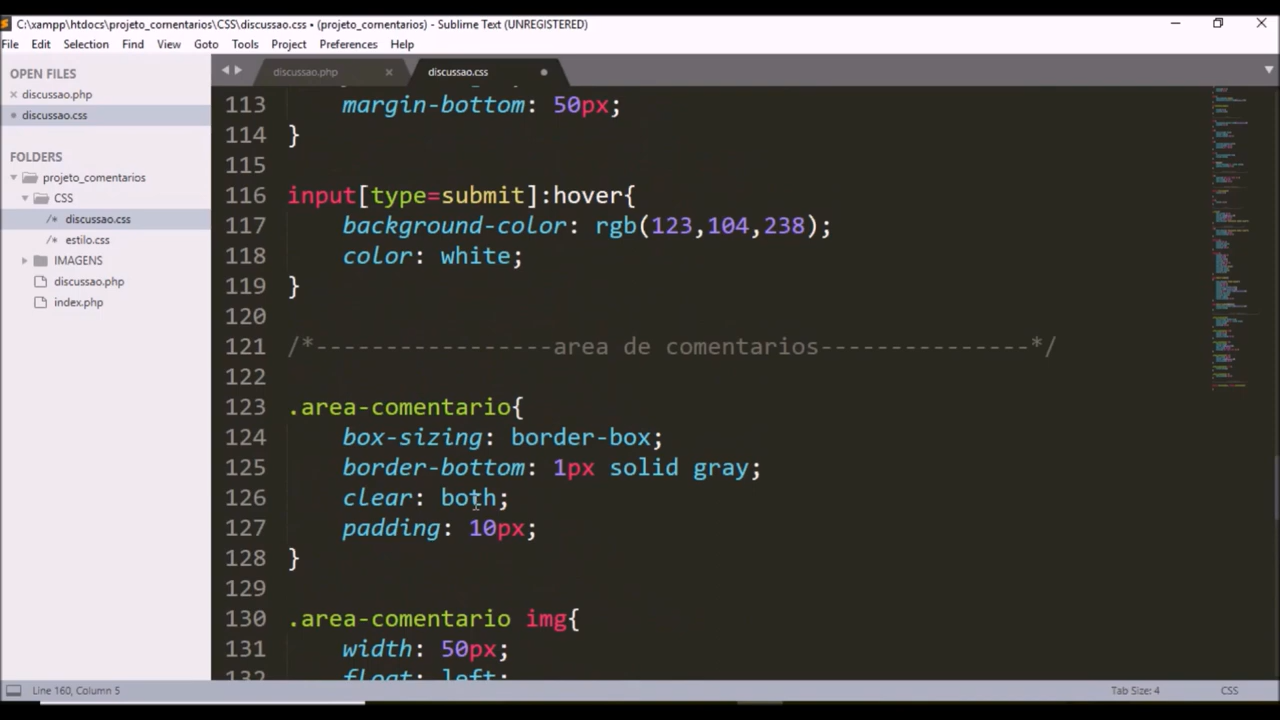 C:\xampp\htdocs\projeto_comentarios\CSS\discussao.css • (projeto_comentarios) - Sublime Text (UNREGISTERED)
File Edit Selection Find View Goto Tools Project Preferences Help
OPEN FILES
discussao.php
discussao.css
FOLDERS
projeto_comentarios
CSS
/* discussao.css
/* estilo.css
IMAGENS
discussao.php
index.php
discussao.php discussao.css
113 margin-bottom: 50px;
114 }
115
116 input[type=submit]:hover{
117 background-color: rgb(123,104,238);
118 color: white;
119 }
120
121 /*-----------------area de comentarios---------------*/
122
123 .area-comentario{
124 box-sizing: border-box;
125 border-bottom: 1px solid gray;
126 clear: both;
127 padding: 10px;
128 }
129
130 .area-comentario img{
131 width: 50px;
132 float: left;
Line 160, Column 5 Tab Size: 4 CSS